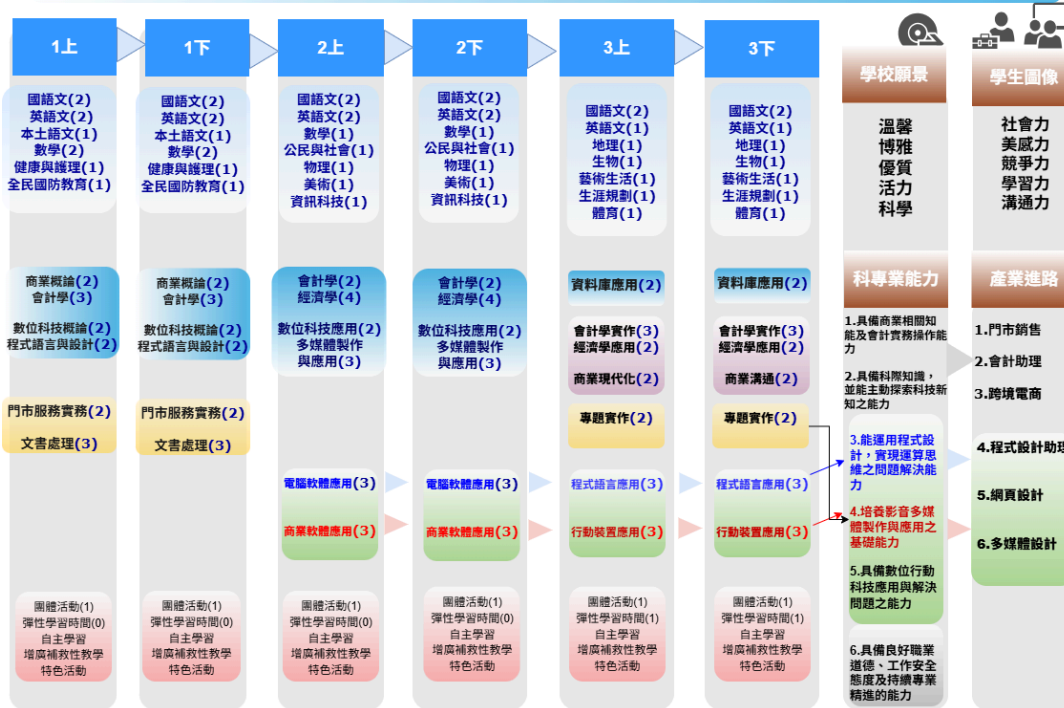 1上
國語文(2)
英語文(2)
本土語文(1)
數學(2)
健康與護理(1)
全民國防教育(1)
商業概論(2)
會計學(3)
數位科技概論(2)
程式語言與設計(2)
門市服務實務(2)
文書處理(3)
團體活動(1)
彈性學習時間(0)
自主學習
增廣補救性教學
特色活動
1下
國語文(2)
英語文(2)
本土語文(1)
數學(2)
健康與護理(1)
全民國防教育(1)
商業概論(2)
會計學(3)
數位科技概論(2)
程式語言與設計(2)
門市服務實務(2)
文書處理(3)
團體活動(1)
彈性學習時間(0)
自主學習
增廣補救性教學
特色活動
2上
國語文(2)
英語文(2)
數學(1)
公民與社會(1)
物理(1)
美術(1)
資訊科技(1)
會計學(2)
經濟學(4)
數位科技應用(2)
多媒體製作
與應用(3)
電腦軟體應用(3)
商業軟體應用(3)
團體活動(1)
彈性學習時間(0)
自主學習
增廣補救性教學
特色活動
2下
國語文(2)
英語文(2)
數學(1)
公民與社會(1)
物理(1)
美術(1)
資訊科技(1)
會計學(2)
經濟學(4)
數位科技應用(2)
多媒體製作
與應用(3)
電腦軟體應用(3)
商業軟體應用(3)
團體活動(1)
彈性學習時間(0)
自主學習
增廣補救性教學
特色活動
3上
國語文(2)
英語文(1)
地理(1)
生物(1)
藝術生活(1)
生涯規劃(1)
體育(1)
資料庫應用(2)
會計學實作(3)
經濟學應用(2)
商業現代化(2)
專題實作(2)
程式語言應用(3)
行動裝置應用(3)
團體活動(1)
彈性學習時間(1)
自主學習
增廣補救性教學
特色活動
3下
國語文(2)
英語文(1)
地理(1)
生物(1)
藝術生活(1)
生涯規劃(1)
體育(1)
資料庫應用(2)
會計學實作(3)
經濟學應用(2)
商業溝通(2)
專題實作(2)
程式語言應用(3)
行動裝置應用(3)
團體活動(1)
彈性學習時間(1)
自主學習
增廣補救性教學
特色活動
學校願景
溫馨
博雅
優質
活力
科學
科專業能力
1.具備商業相關知
能及會計實務操作能
力
2.具備科際知識，
並能主動探索科技新
知之能力
3.能運用程式設
計，實現運算思
維之問題解決能
力
4.培養影音多媒
體製作與應用之
基礎能力
5.具備數位行動
科技應用與解決
問題之能力
6.具備良好職業
道德、工作安全
態度及持續專業
精進的能力
學生圖像
社會力
美感力
競爭力
學習力
溝通力
產業進路
1.門市銷售
2.會計助理
3.跨境電商
4.程式設計助理
5.網頁設計
6.多媒體設計